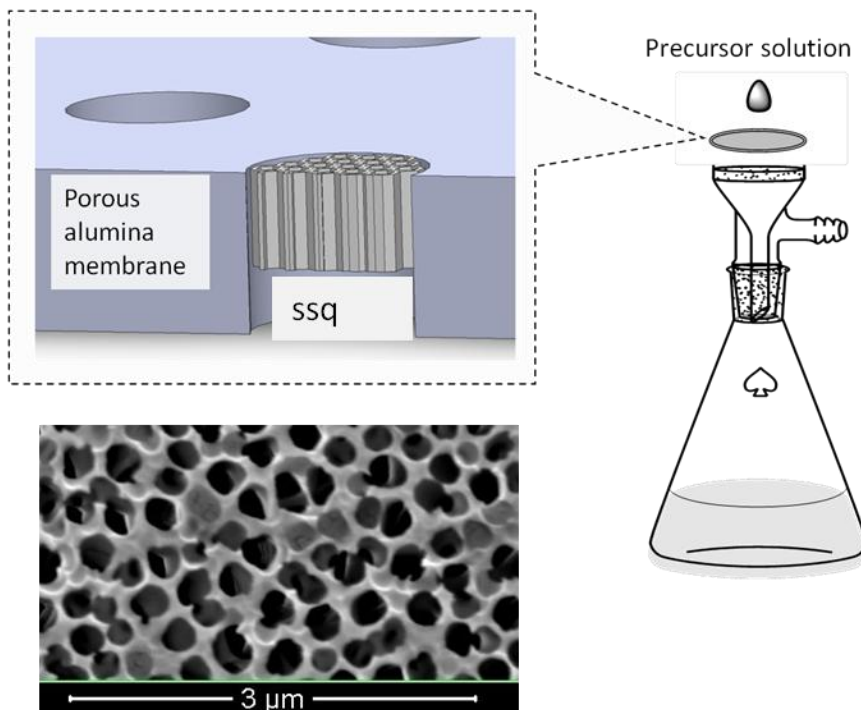 Precursor solution
Porous
alumina
membrane
ssq
3 μm